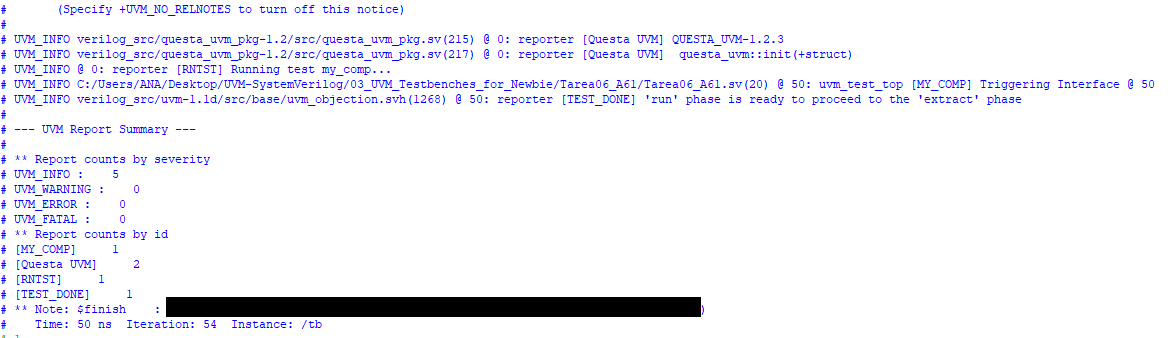 #       (Specify +UVM_NO_RELNOTES to turn off this notice)
#
# UVM_INFO verilog_src/questa_uvm_pkg-1.2/src/questa_uvm_pkg.sv(215) @ 0: reporter [Questa UVM] QUESTA_UVM-1.2.3
# UVM_INFO verilog_src/questa_uvm_pkg-1.2/src/questa_uvm_pkg.sv(217) @ 0: reporter [Questa UVM]  questa_uvm::init(+struct)
# UVM_INFO @ 0: reporter [RNTST] Running test my_comp...
# UVM_INFO C:/Users/ANA/Desktop/UVM-SystemVerilog/03_UVM_Testbenches_for_Newbie/Tarea06_A61/Tarea06_A61.sv(20) @ 50: uvm_test_top [MY_COMP] Triggering Interface @ 50
# UVM_INFO verilog_src/uvm-1.1d/src/base/uvm_objection.svh(1268) @ 50: reporter [TEST_DONE] 'run' phase is ready to proceed to the 'extract' phase
#
# --- UVM Report Summary ---
#
# ** Report counts by severity
# UVM_INFO :    5
# UVM_WARNING :    0
# UVM_ERROR :    0
# UVM_FATAL :    0
# ** Report counts by id
# [MY_COMP]     1
# [Questa UVM]     2
# [RNTST]     1
# [TEST_DONE]     1
# ** Note: $finish    : )
#    Time: 50 ns  Iteration: 54  Instance: /tb